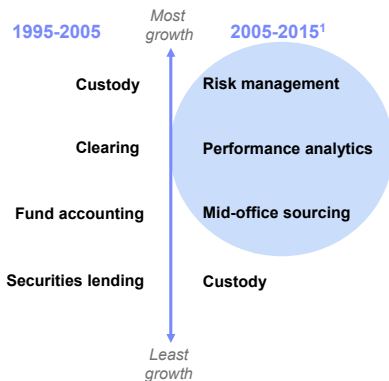 1995-2005
Most
growth
2005-2015¹
Custody
Risk management
Clearing
Performance analytics
Fund accounting
Mid-office sourcing
Securities lending
Custody
Least
growth